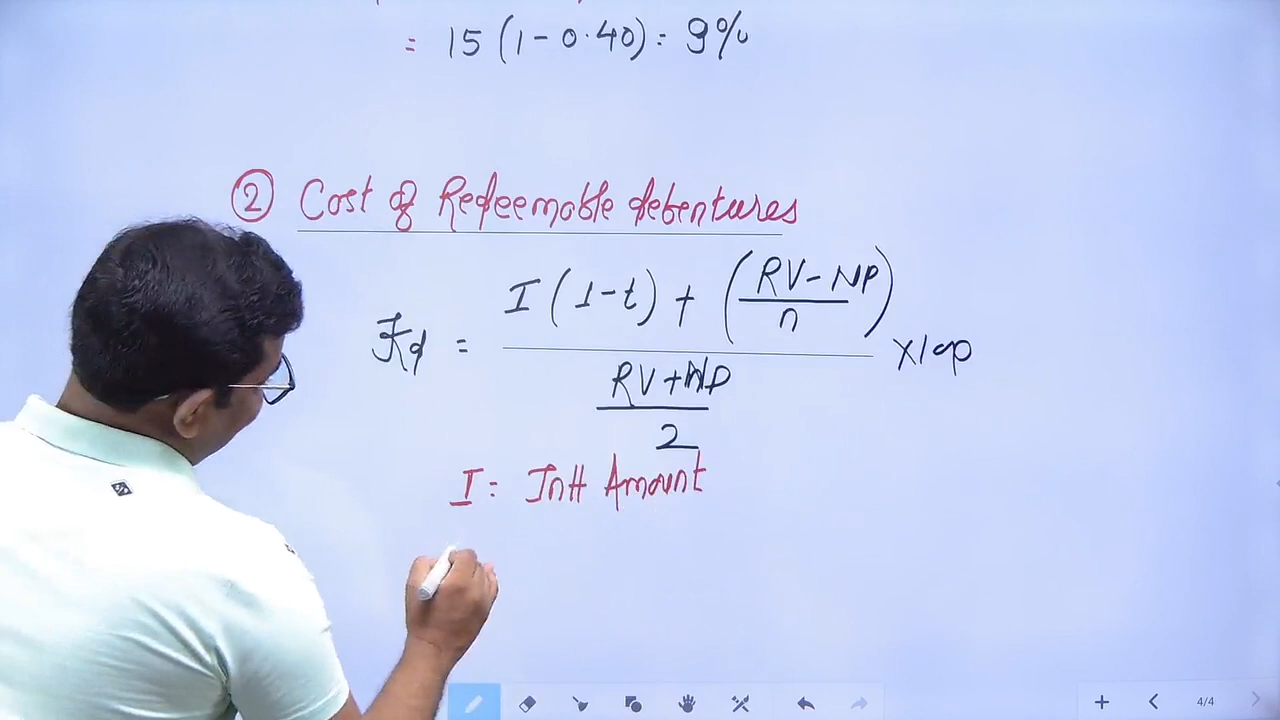 = 15 (1 - 0.40) = 9%
② Cost of Redeemable debentures
Kd = I (1-t) + (RV - NP / n) / RV + NP / 2 × 100
I = Intt Amount
4/4